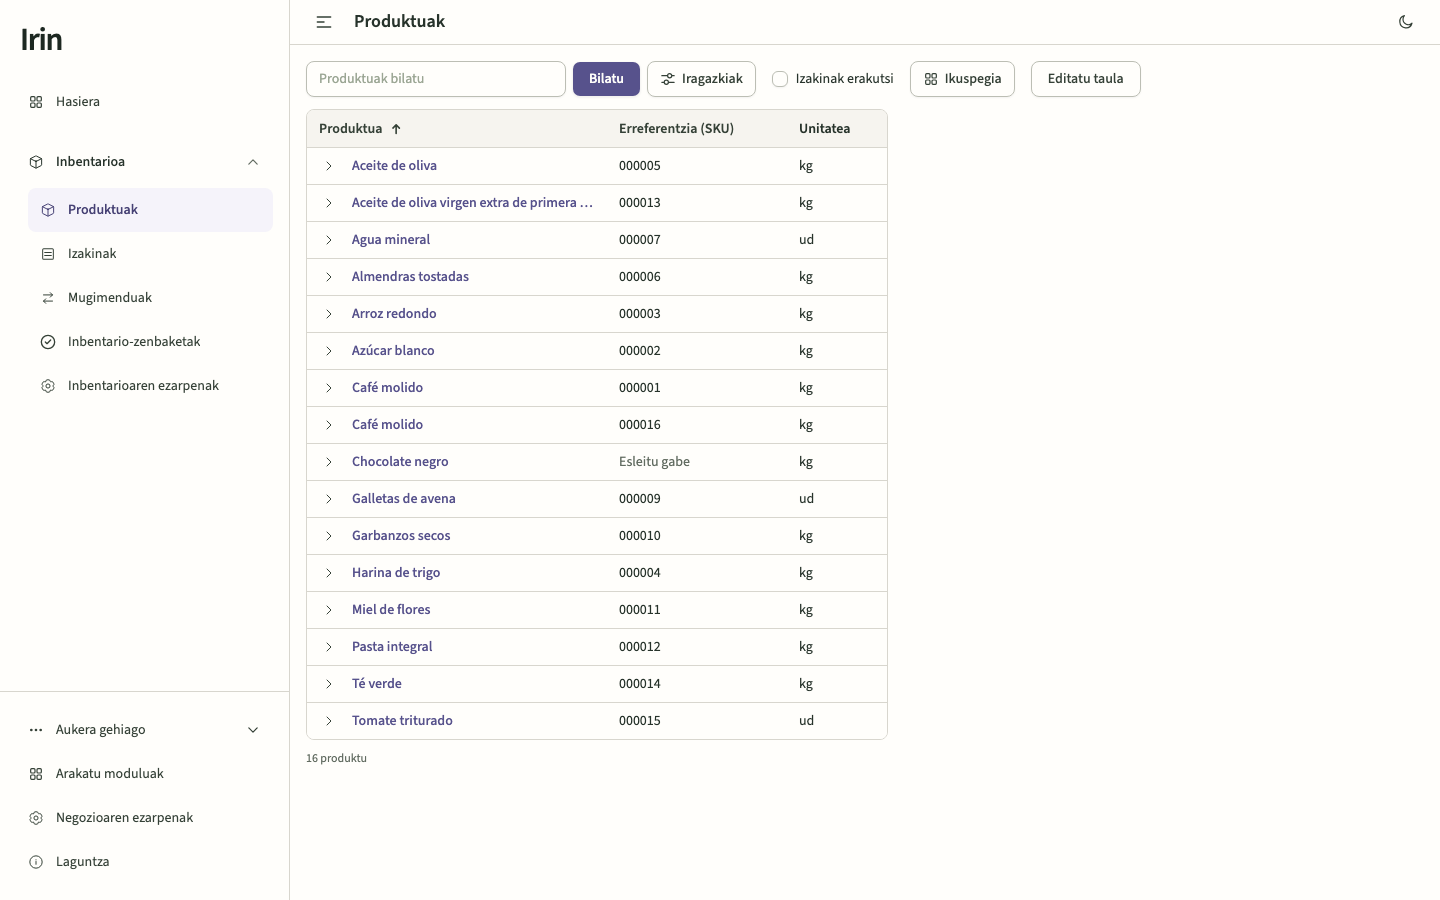 Irin
Hasiera
Inbentarioa
Produktuak
Izakinak
Mugimenduak
Inbentario-zenbaketak
Inbentarioaren ezarpenak
Aukera gehiago
Arakatu moduluak
Negozioaren ezarpenak
Laguntza
Produktuak
Produktuak bilatu Bilatu Iragazkiak Izakinak erakutsi Ikuspegia Editatu taula
Produktua Erreferentzia (SKU) Unitatea
Aceite de oliva 000005 kg
Aceite de oliva virgen extra de primera … 000013 kg
Agua mineral 000007 ud
Almendras tostadas 000006 kg
Arroz redondo 000003 kg
Azúcar blanco 000002 kg
Café molido 000001 kg
Café molido 000016 kg
Chocolate negro Esleitu gabe kg
Galletas de avena 000009 ud
Garbanzos secos 000010 kg
Harina de trigo 000004 kg
Miel de flores 000011 kg
Pasta integral 000012 kg
Té verde 000014 kg
Tomate triturado 000015 ud
16 produktu